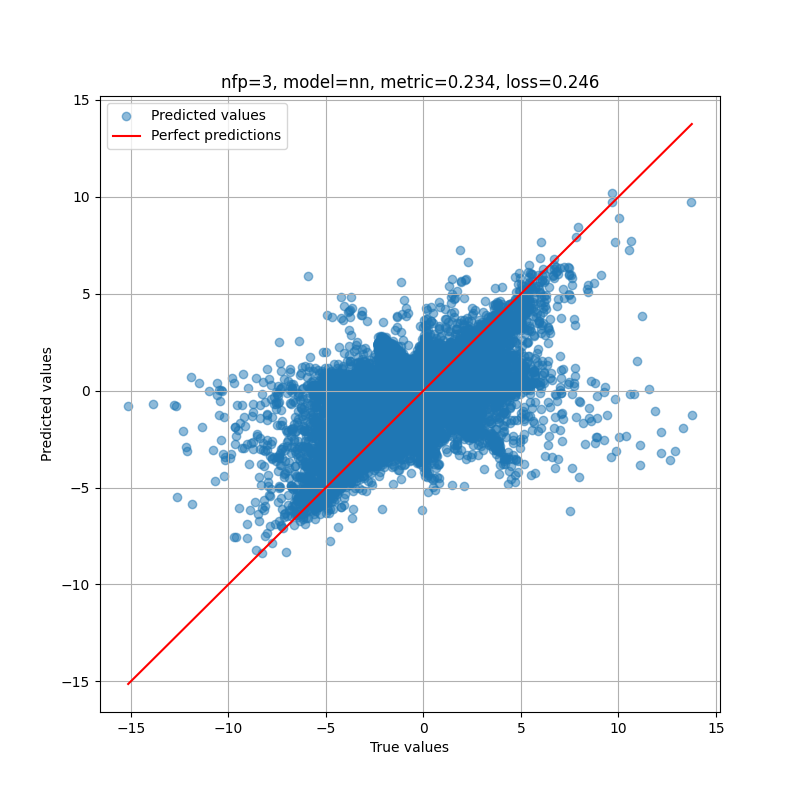 nfp=3, model=nn, metric=0.234, loss=0.246
Predicted values
Perfect predictions
15
10
5
0
−5
−10
−15
Predicted values
−15 −10 −5 0 5 10 15
True values